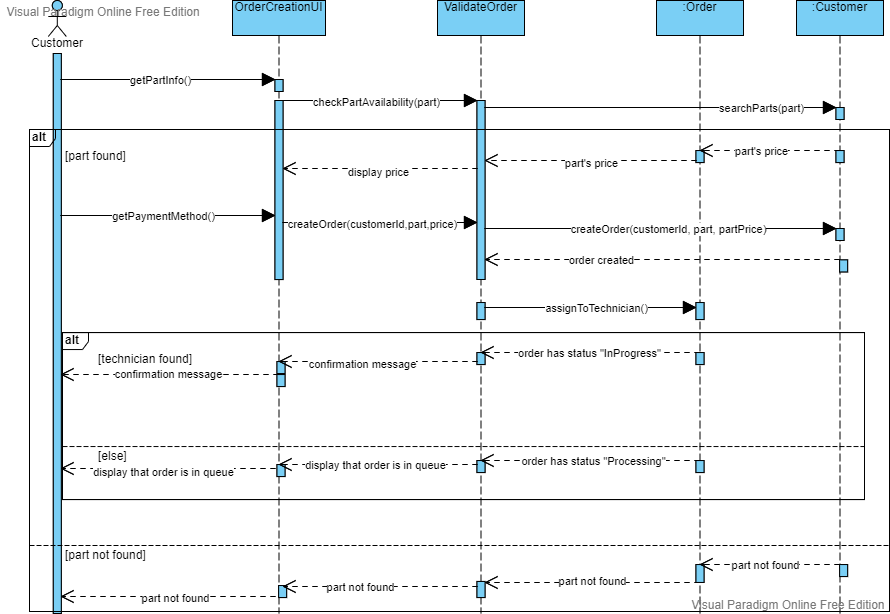 Visual Paradigm Online Free Edition
OrderCreationUI
ValidateOrder
:Order
:Customer
Customer
getPartInfo()
checkPartAvailability(part)
searchParts(part)
alt
[part found]
part's price
part's price
display price
getPaymentMethod()
createOrder(customerId,part,price)
createOrder(customerId, part, partPrice)
order created
assignToTechnician()
alt
[technician found]
order has status "InProgress"
confirmation message
confirmation message
[else]
order has status "Processing"
display that order is in queue
display that order is in queue
[part not found]
part not found
part not found
part not found
part not found
Visual Paradigm Online Free Edition